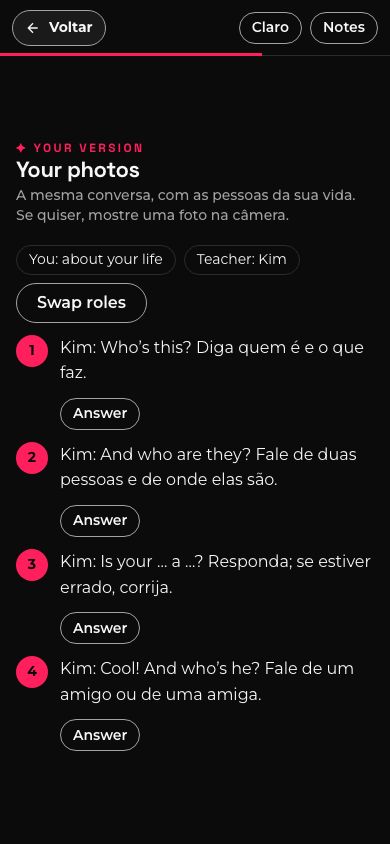 ← Voltar
Claro
Notes
✦ YOUR VERSION
Your photos
A mesma conversa, com as pessoas da sua vida.
Se quiser, mostre uma foto na câmera.
You: about your life
Teacher: Kim
Swap roles
1
Kim: Who's this? Diga quem é e o que
faz.
Answer
2
Kim: And who are they? Fale de duas
pessoas e de onde elas são.
Answer
3
Kim: Is your … a …? Responda; se estiver
errado, corrija.
Answer
4
Kim: Cool! And who's he? Fale de um
amigo ou de uma amiga.
Answer